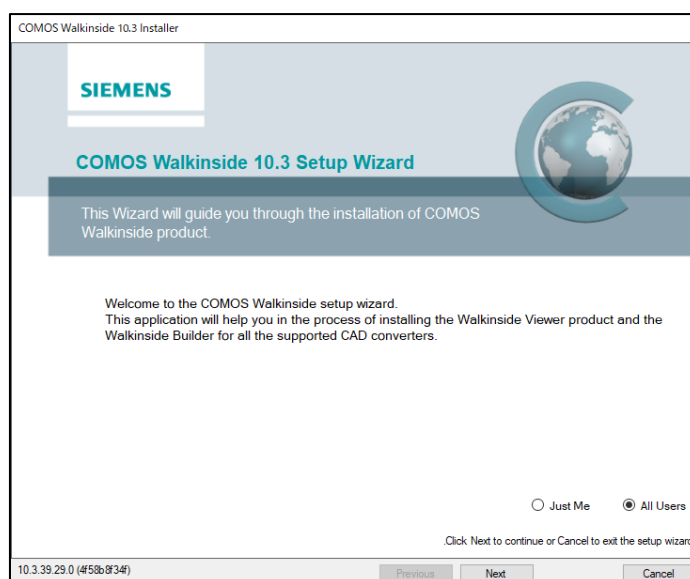 COMOS Walkinside 10.3 Installer
SIEMENS
COMOS Walkinside 10.3 Setup Wizard
This Wizard will guide you through the installation of COMOS
Walkinside product.
Welcome to the COMOS Walkinside setup wizard.
This application will help you in the process of installing the Walkinside Viewer product and the
Walkinside Builder for all the supported CAD converters.
Just Me All Users
.Click Next to continue or Cancel to exit the setup wizard
10.3.39.29.0 (4f58b8f34f)
Previous Next Cancel